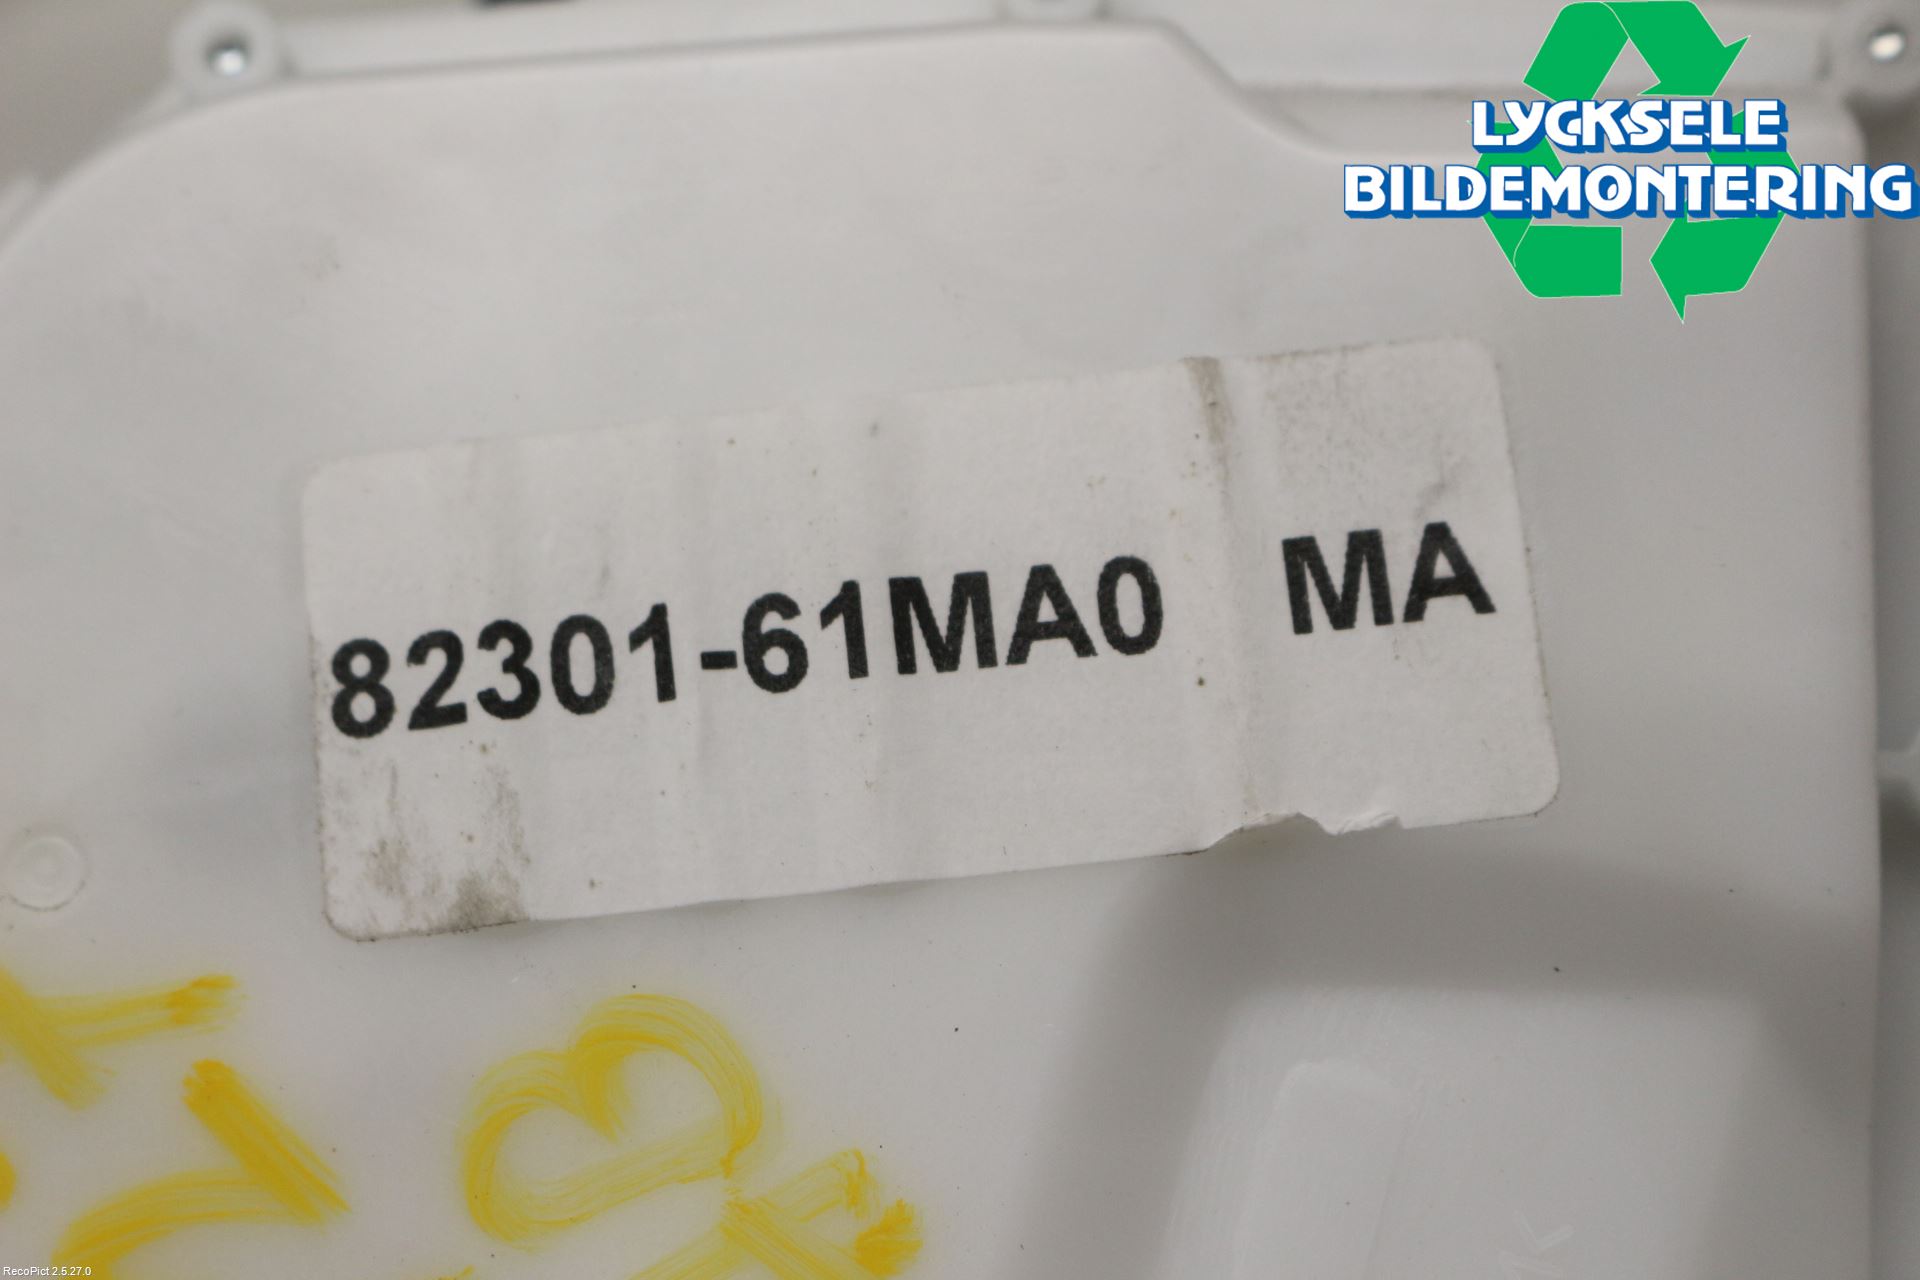 LYCKSELE
BILDEMONTERING
82301-61MA0 MA
RecoPict 2.5.27.0